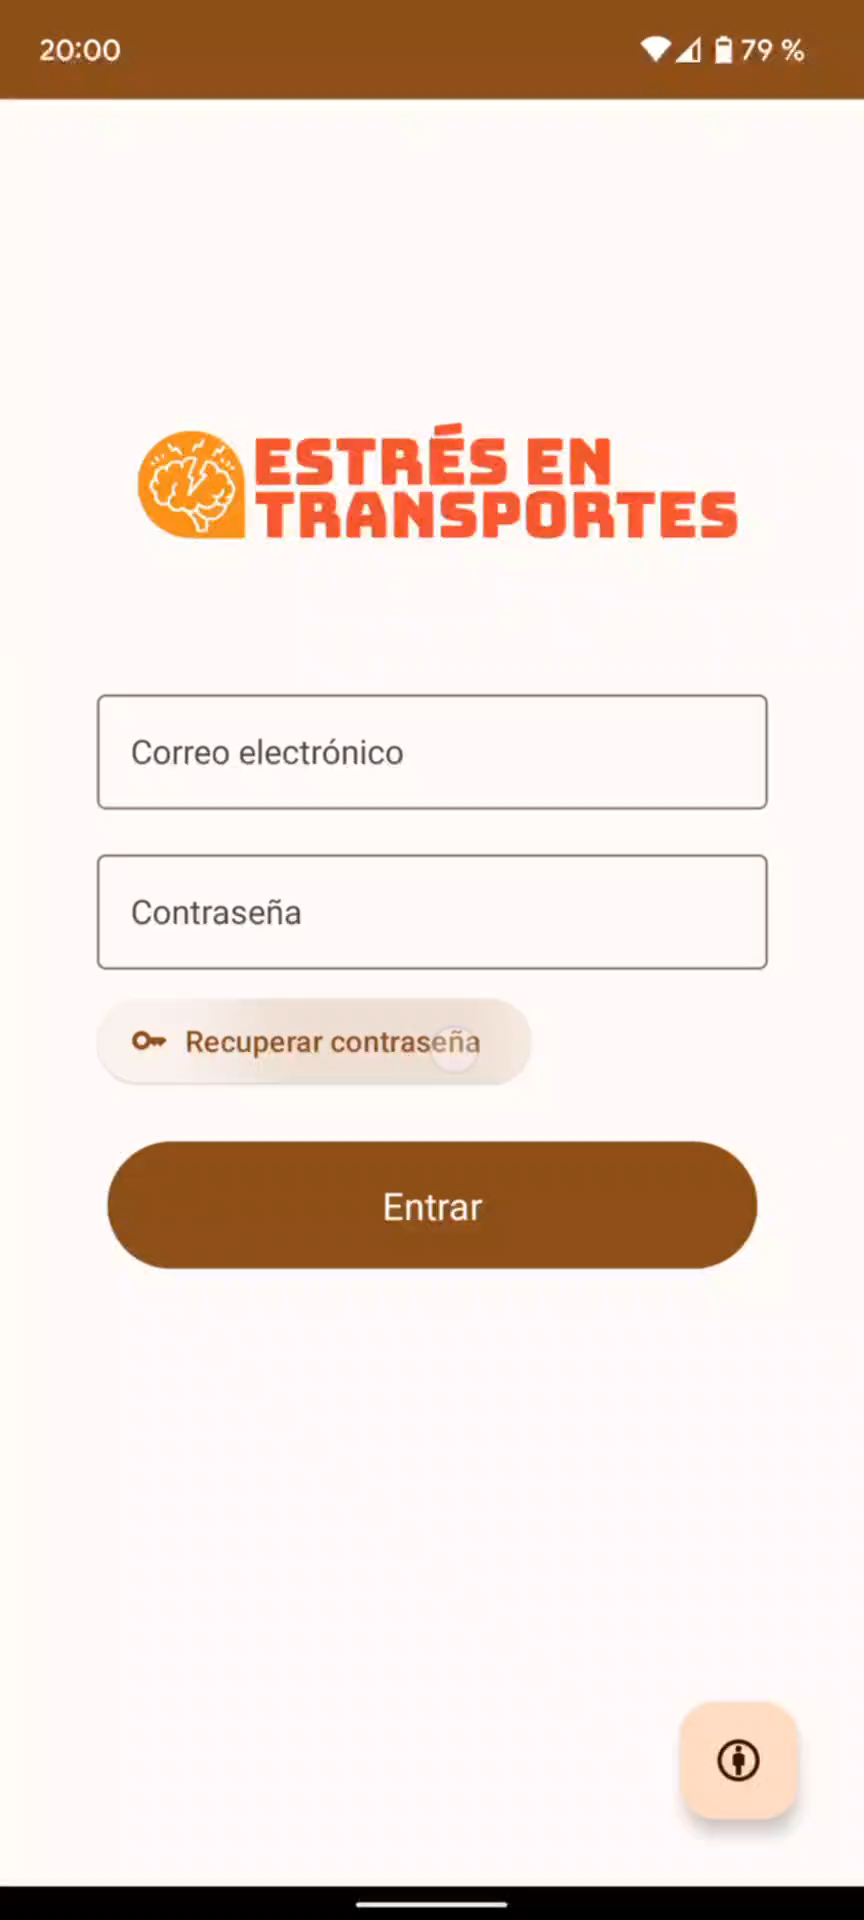 20:00
79 %
ESTRÉS EN
TRANSPORTES
Correo electrónico
Contraseña
Recuperar contraseña
Entrar